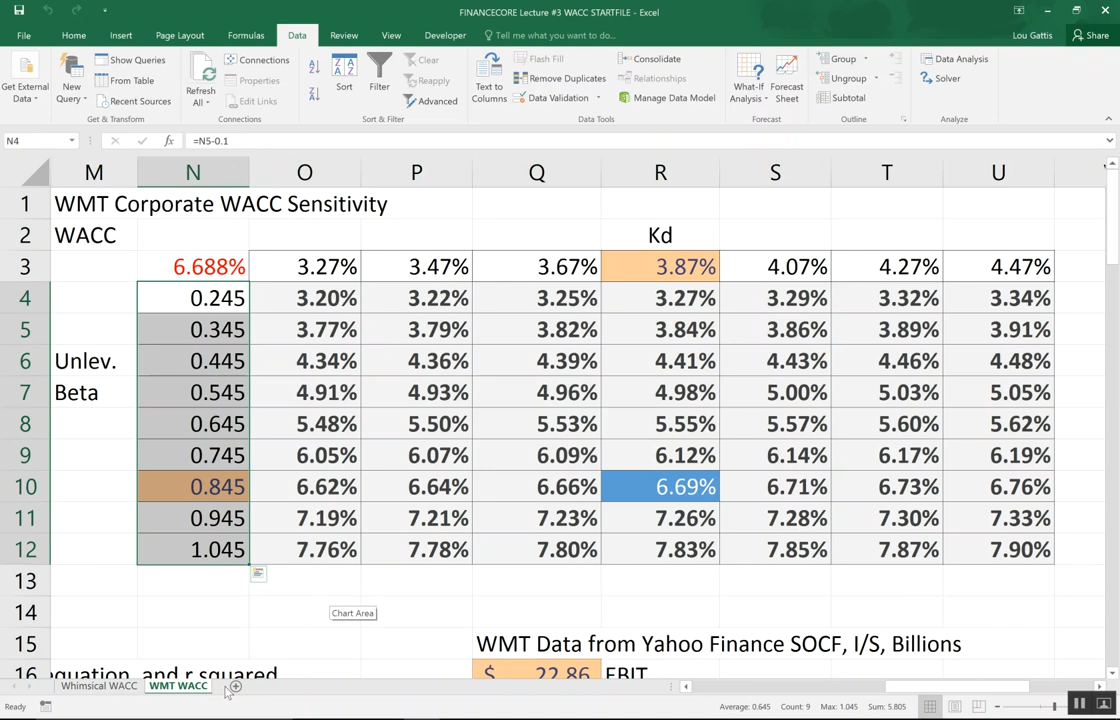 FINANCECORE Lecture #3 WACC STARTFILE - Excel
File Home Insert Page Layout Formulas Data Review View Developer Tell me what you want to do... Lou Gattis Share
Get External Data
New Query
Show Queries
From Table
Recent Sources
Get & Transform
Refresh All
Connections
Properties
Edit Links
Connections
Sort
Filter
Clear
Reapply
Advanced
Sort & Filter
Text to Columns
Flash Fill
Remove Duplicates
Data Validation
Consolidate
Relationships
Manage Data Model
Data Tools
What-If Analysis
Forecast Sheet
Forecast
Group
Ungroup
Subtotal
Outline
Data Analysis
Solver
Analyze
N4 fx =N5-0.1
M N O P Q R S T U
1 WMT Corporate WACC Sensitivity
2 WACC Kd
3 6.688% 3.27% 3.47% 3.67% 3.87% 4.07% 4.27% 4.47%
4 0.245 3.20% 3.22% 3.25% 3.27% 3.29% 3.32% 3.34%
5 0.345 3.77% 3.79% 3.82% 3.84% 3.86% 3.89% 3.91%
6 Unlev. 0.445 4.34% 4.36% 4.39% 4.41% 4.43% 4.46% 4.48%
7 Beta 0.545 4.91% 4.93% 4.96% 4.98% 5.00% 5.03% 5.05%
8 0.645 5.48% 5.50% 5.53% 5.55% 5.57% 5.60% 5.62%
9 0.745 6.05% 6.07% 6.09% 6.12% 6.14% 6.17% 6.19%
10 0.845 6.62% 6.64% 6.66% 6.69% 6.71% 6.73% 6.76%
11 0.945 7.19% 7.21% 7.23% 7.26% 7.28% 7.30% 7.33%
12 1.045 7.76% 7.78% 7.80% 7.83% 7.85% 7.87% 7.90%
13
14 Chart Area
15 WMT Data from Yahoo Finance SOCF, I/S, Billions
16 equation, and r squared $ 22.86 EBIT
Whimsical WACC WMT WACC
Ready Average: 0.645 Count: 9 Max: 1.045 Sum: 5.805